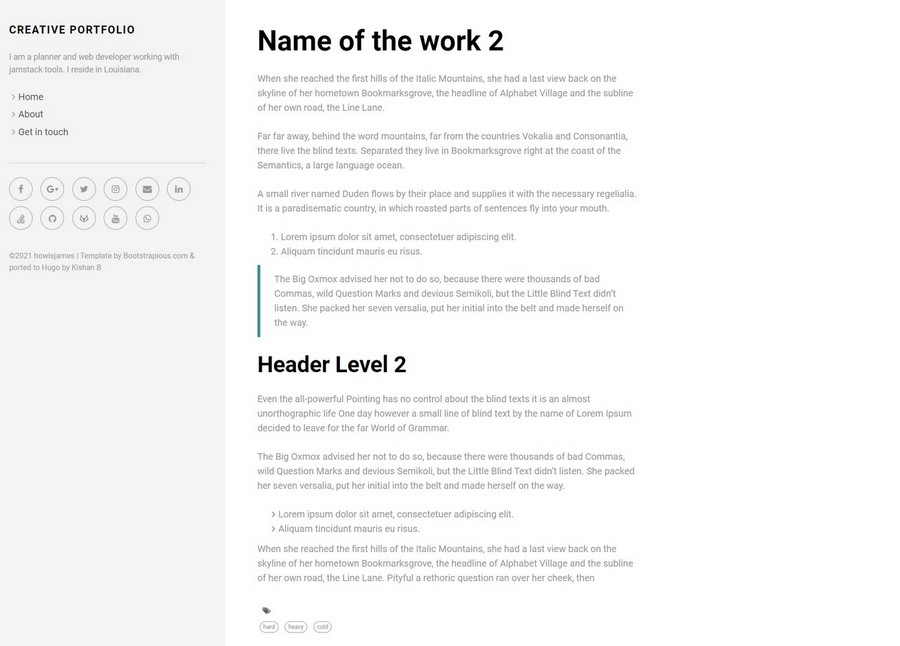 CREATIVE PORTFOLIO
I am a planner and web developer working with
jamstack tools. I reside in Louisiana.
Home
About
Get in touch
©2021 howisjames | Template by Bootstrapious.com &
ported to Hugo by Kishan B
Name of the work 2
When she reached the first hills of the Italic Mountains, she had a last view back on the
skyline of her hometown Bookmarksgrove, the headline of Alphabet Village and the subline
of her own road, the Line Lane.
Far far away, behind the word mountains, far from the countries Vokalia and Consonantia,
there live the blind texts. Separated they live in Bookmarksgrove right at the coast of the
Semantics, a large language ocean.
A small river named Duden flows by their place and supplies it with the necessary regelialia.
It is a paradisematic country, in which roasted parts of sentences fly into your mouth.
1. Lorem ipsum dolor sit amet, consectetuer adipiscing elit.
2. Aliquam tincidunt mauris eu risus.
The Big Oxmox advised her not to do so, because there were thousands of bad
Commas, wild Question Marks and devious Semikoli, but the Little Blind Text didn't
listen. She packed her seven versalia, put her initial into the belt and made herself on
the way.
Header Level 2
Even the all-powerful Pointing has no control about the blind texts it is an almost
unorthographic life One day however a small line of blind text by the name of Lorem Ipsum
decided to leave for the far World of Grammar.
The Big Oxmox advised her not to do so, because there were thousands of bad Commas,
wild Question Marks and devious Semikoli, but the Little Blind Text didn't listen. She packed
her seven versalia, put her initial into the belt and made herself on the way.
Lorem ipsum dolor sit amet, consectetuer adipiscing elit.
Aliquam tincidunt mauris eu risus.
When she reached the first hills of the Italic Mountains, she had a last view back on the
skyline of her hometown Bookmarksgrove, the headline of Alphabet Village and the subline
of her own road, the Line Lane. Pityful a rethoric question ran over her cheek, then
hard heavy cold